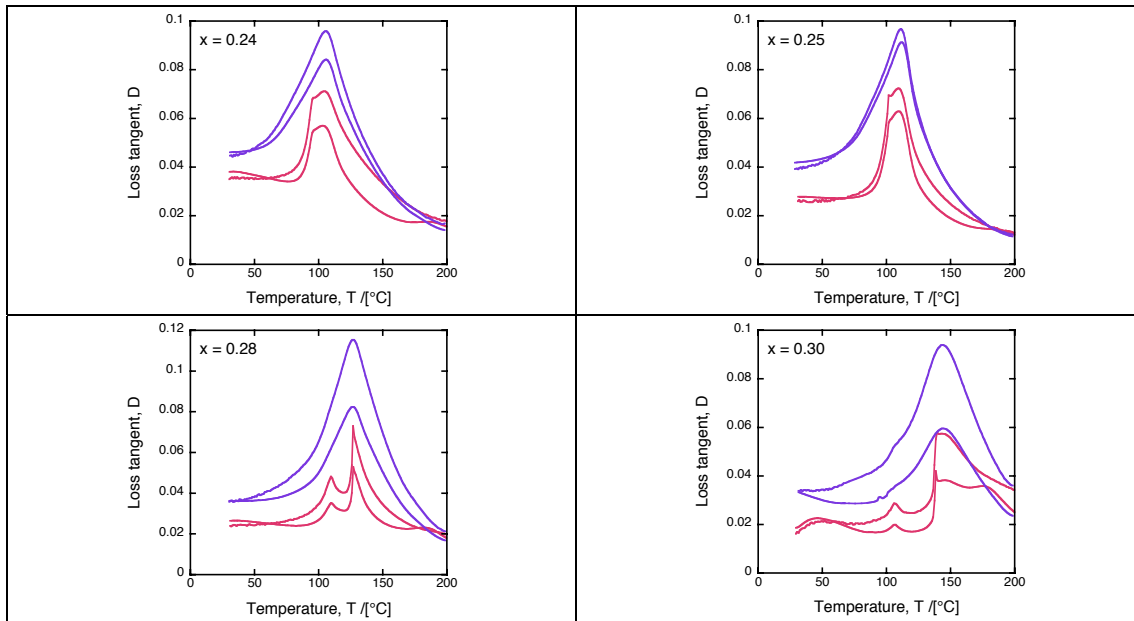 x = 0.24
Loss tangent, D
0.1
0.08
0.06
0.04
0.02
0
0 50 100 150 200
Temperature, T /[°C]
x = 0.25
Loss tangent, D
0.1
0.08
0.06
0.04
0.02
0
0 50 100 150 200
Temperature, T /[°C]
x = 0.28
Loss tangent, D
0.12
0.1
0.08
0.06
0.04
0.02
0
0 50 100 150 200
Temperature, T /[°C]
x = 0.30
Loss tangent, D
0.1
0.08
0.06
0.04
0.02
0
0 50 100 150 200
Temperature, T /[°C]